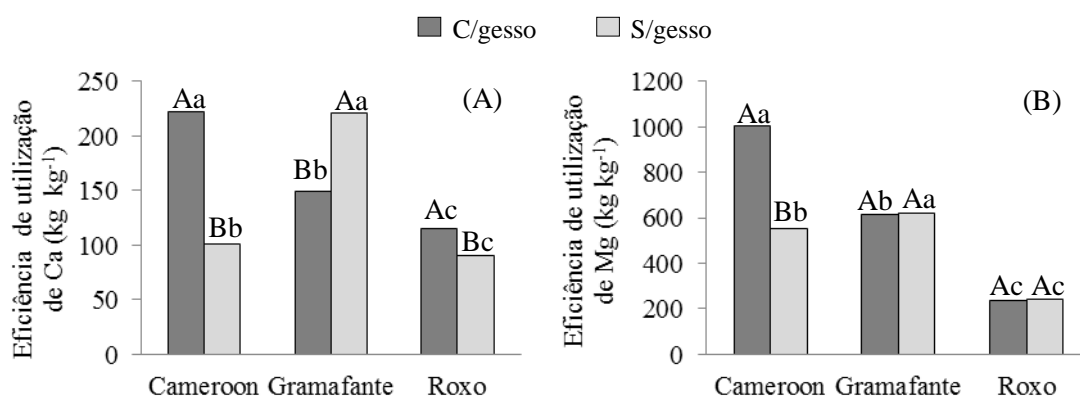 C/gesso S/gesso
(A)
Eficiência de utilização
de Ca (kg kg⁻¹)
250
200
150
100
50
0
Aa
Bb
Bb
Aa
Ac
Bc
Cameroon Gramafante Roxo
(B)
Eficiência de utilização
de Mg (kg kg⁻¹)
1200
1000
800
600
400
200
0
Aa
Bb
Ab
Aa
Ac
Ac
Cameroon Gramafante Roxo